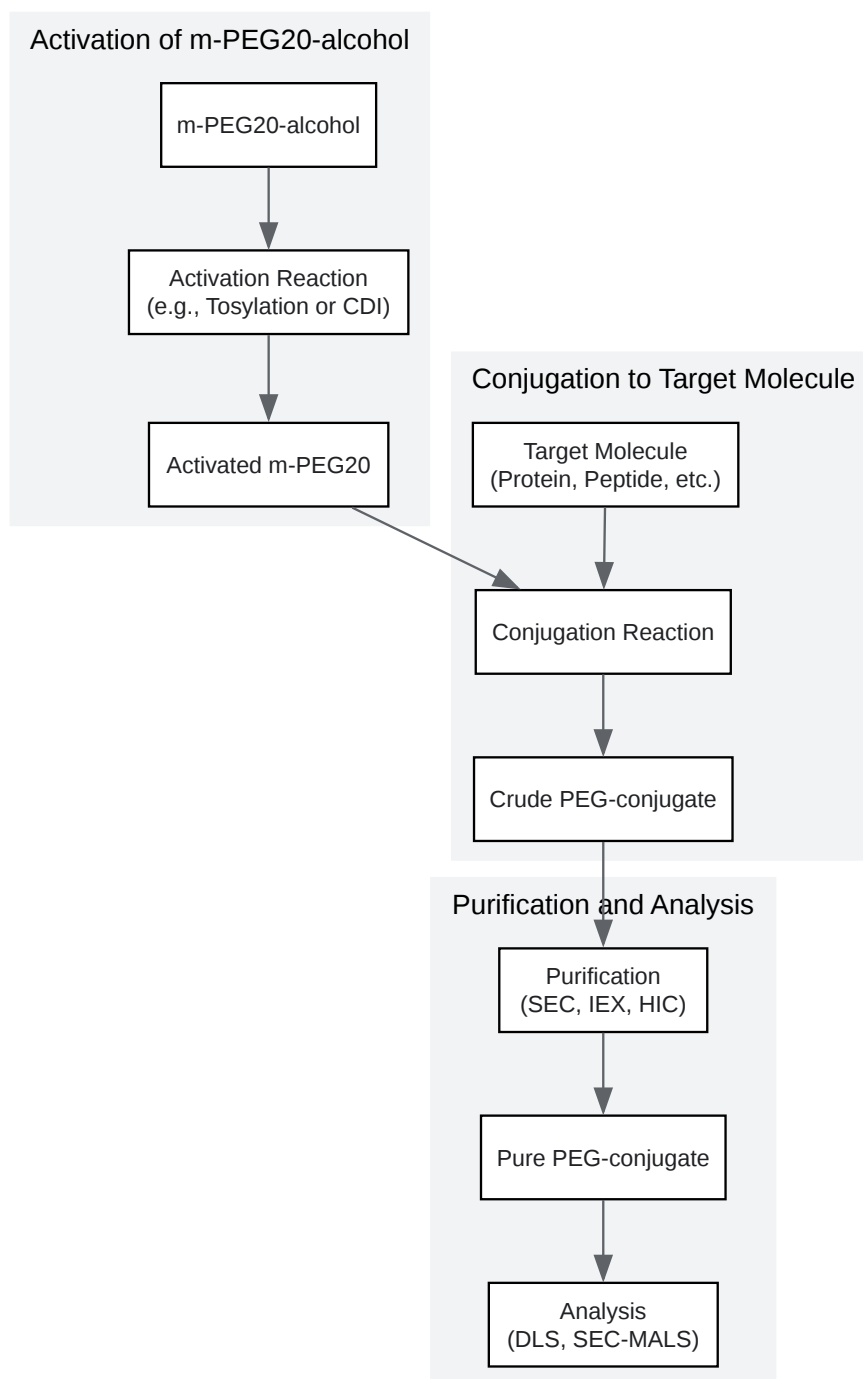 Activation of m-PEG20-alcohol
m-PEG20-alcohol
Activation Reaction
(e.g., Tosylation or CDI)
Activated m-PEG20
Conjugation to Target Molecule
Target Molecule
(Protein, Peptide, etc.)
Conjugation Reaction
Crude PEG-conjugate
Purification and Analysis
Purification
(SEC, IEX, HIC)
Pure PEG-conjugate
Analysis
(DLS, SEC-MALS)